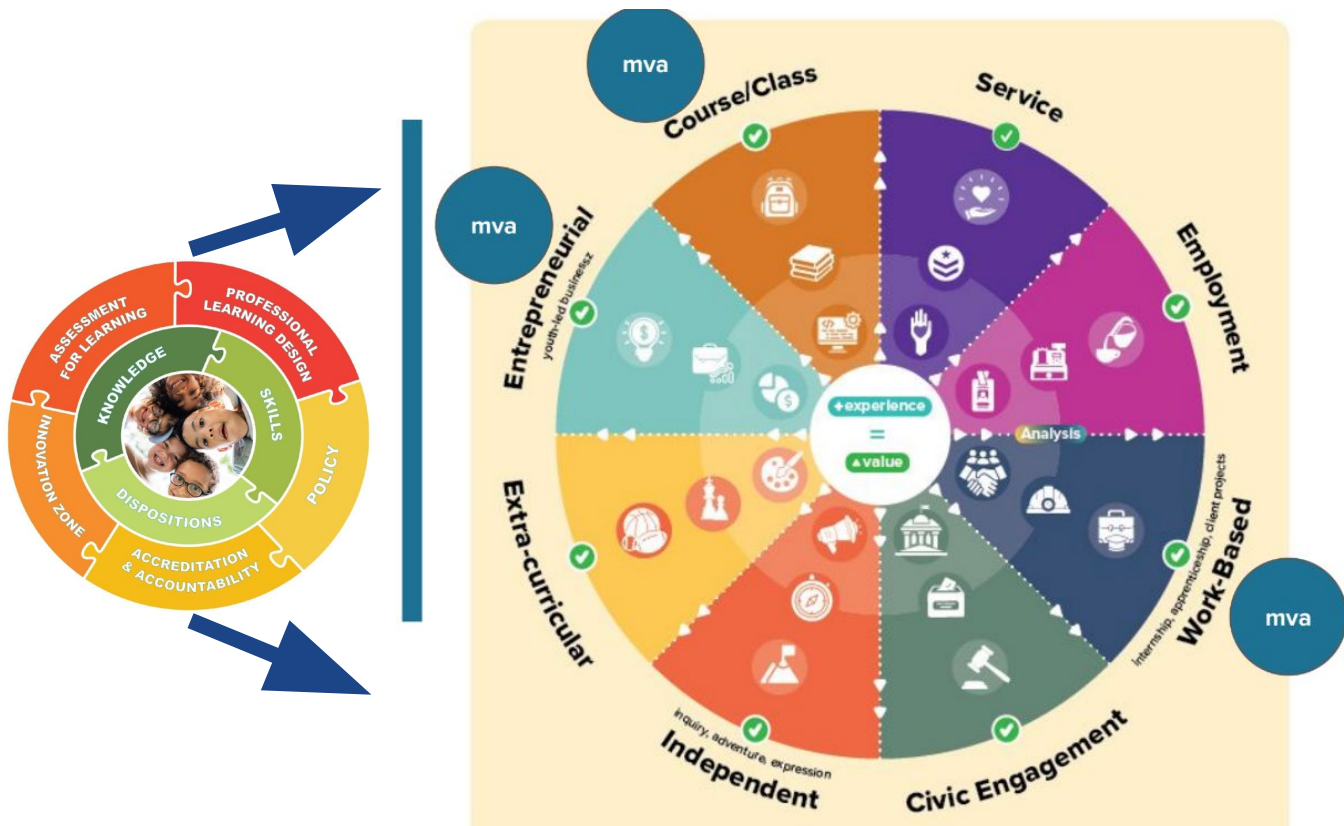 ASSESSMENT
FOR LEARNING
PROFESSIONAL
LEARNING DESIGN
POLICY
ACCREDITATION
& ACCOUNTABILITY
INNOVATION ZONE
KNOWLEDGE
SKILLS
DISPOSITIONS
mva
mva
mva
Course/Class
Service
Employment
Work-Based
internship, apprenticeship, client projects
Civic Engagement
Independent
inquiry, adventure, expression
Extra-curricular
Entrepreneurial
youth-led businessz
+experience
=
▲value
Analysis